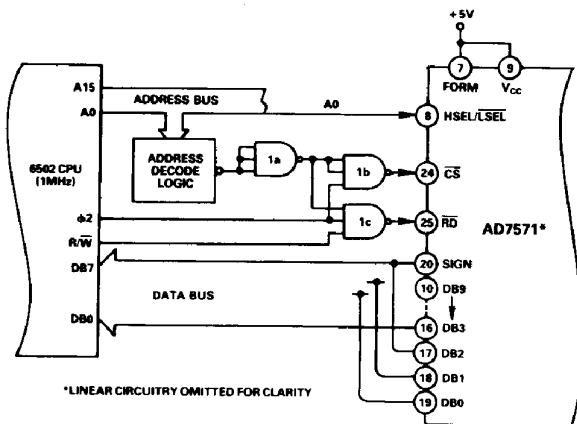 +5V
7
9
FORM
VCC
A15
ADDRESS BUS
A0
A0
8
HSEL/LSEL
6502 CPU
(1MHz)
ADDRESS
DECODE
LOGIC
1a
1b
24
CS
1c
25
RD
AD7571*
ϕ2
R/W
DB7
20
SIGN
10
DB9
DATA BUS
DB0
16
DB3
17
DB2
18
DB1
19
DB0
*LINEAR CIRCUITRY OMITTED FOR CLARITY